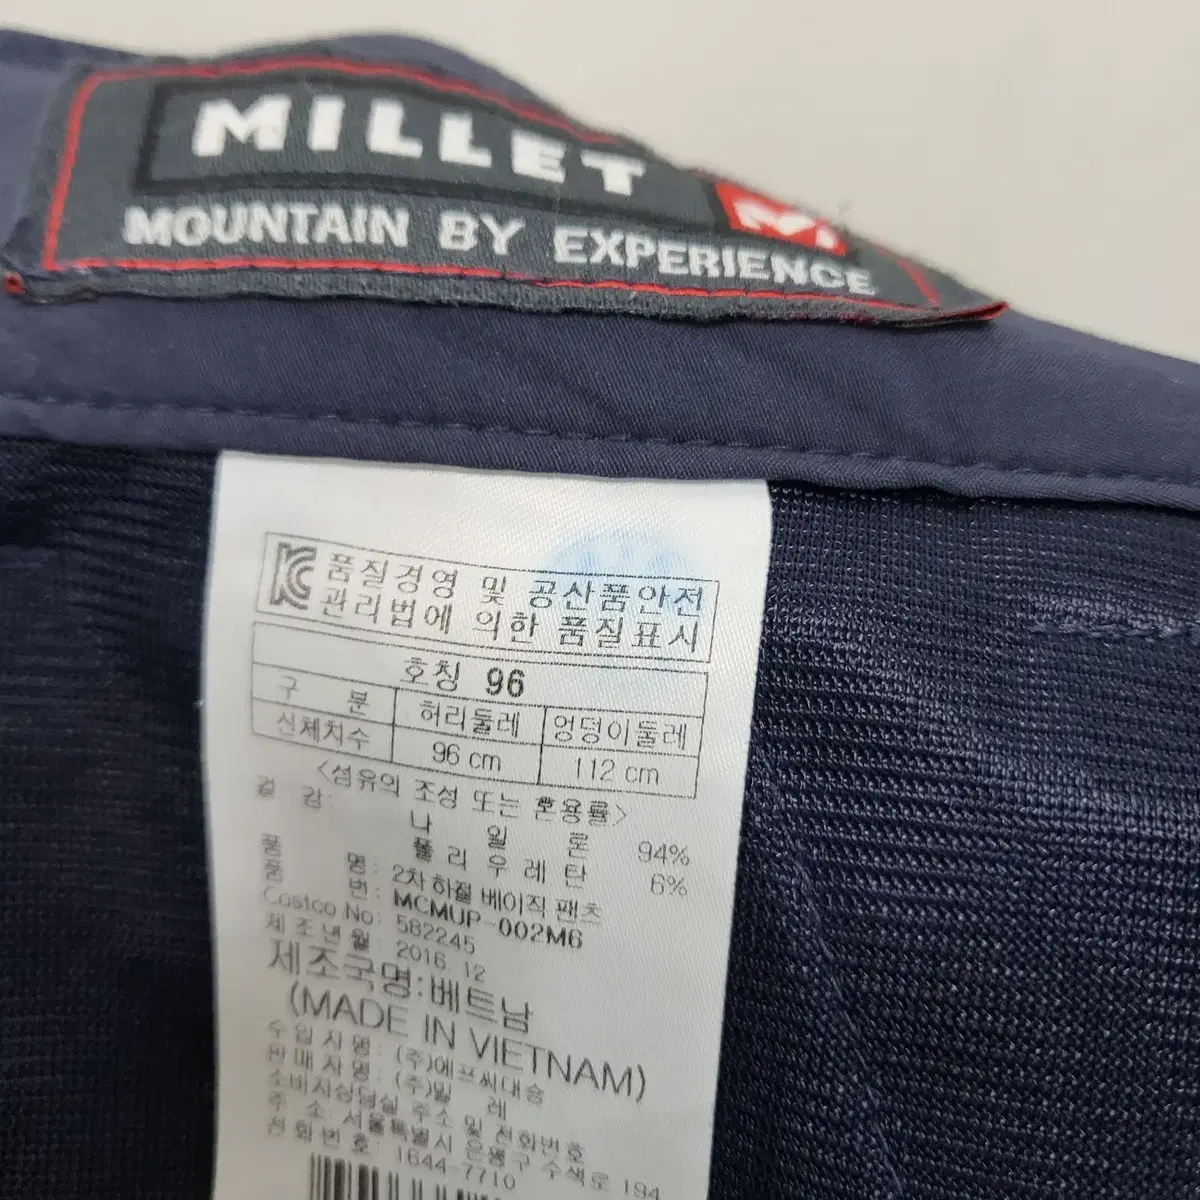 MILLET
MOUNTAIN BY EXPERIENCE
KC 품질경영 및 공산품안전
관리법에 의한 품질표시
호칭 96
구 분 허리둘레 엉덩이둘레
신체치수 96 cm 112 cm
<섬유의 조성 또는 혼용률>
겉 감:
나 일 론 94%
폴 리 우 레 탄 6%
품 명: 2차 하절 베이직 팬츠
품 번: MCMUP-002M6
Costco No: 582245
제 조 년 월: 2016. 12
제조국명:베트남
(MADE IN VIETNAM)
수 입 자 명 : (주)에프씨대승
판 매 자 명 : (주)밀 레
소비자상담실 주소 및 전화번호
주 소: 서울특별시 은평구 수색로 194
전화번호 1644-7710